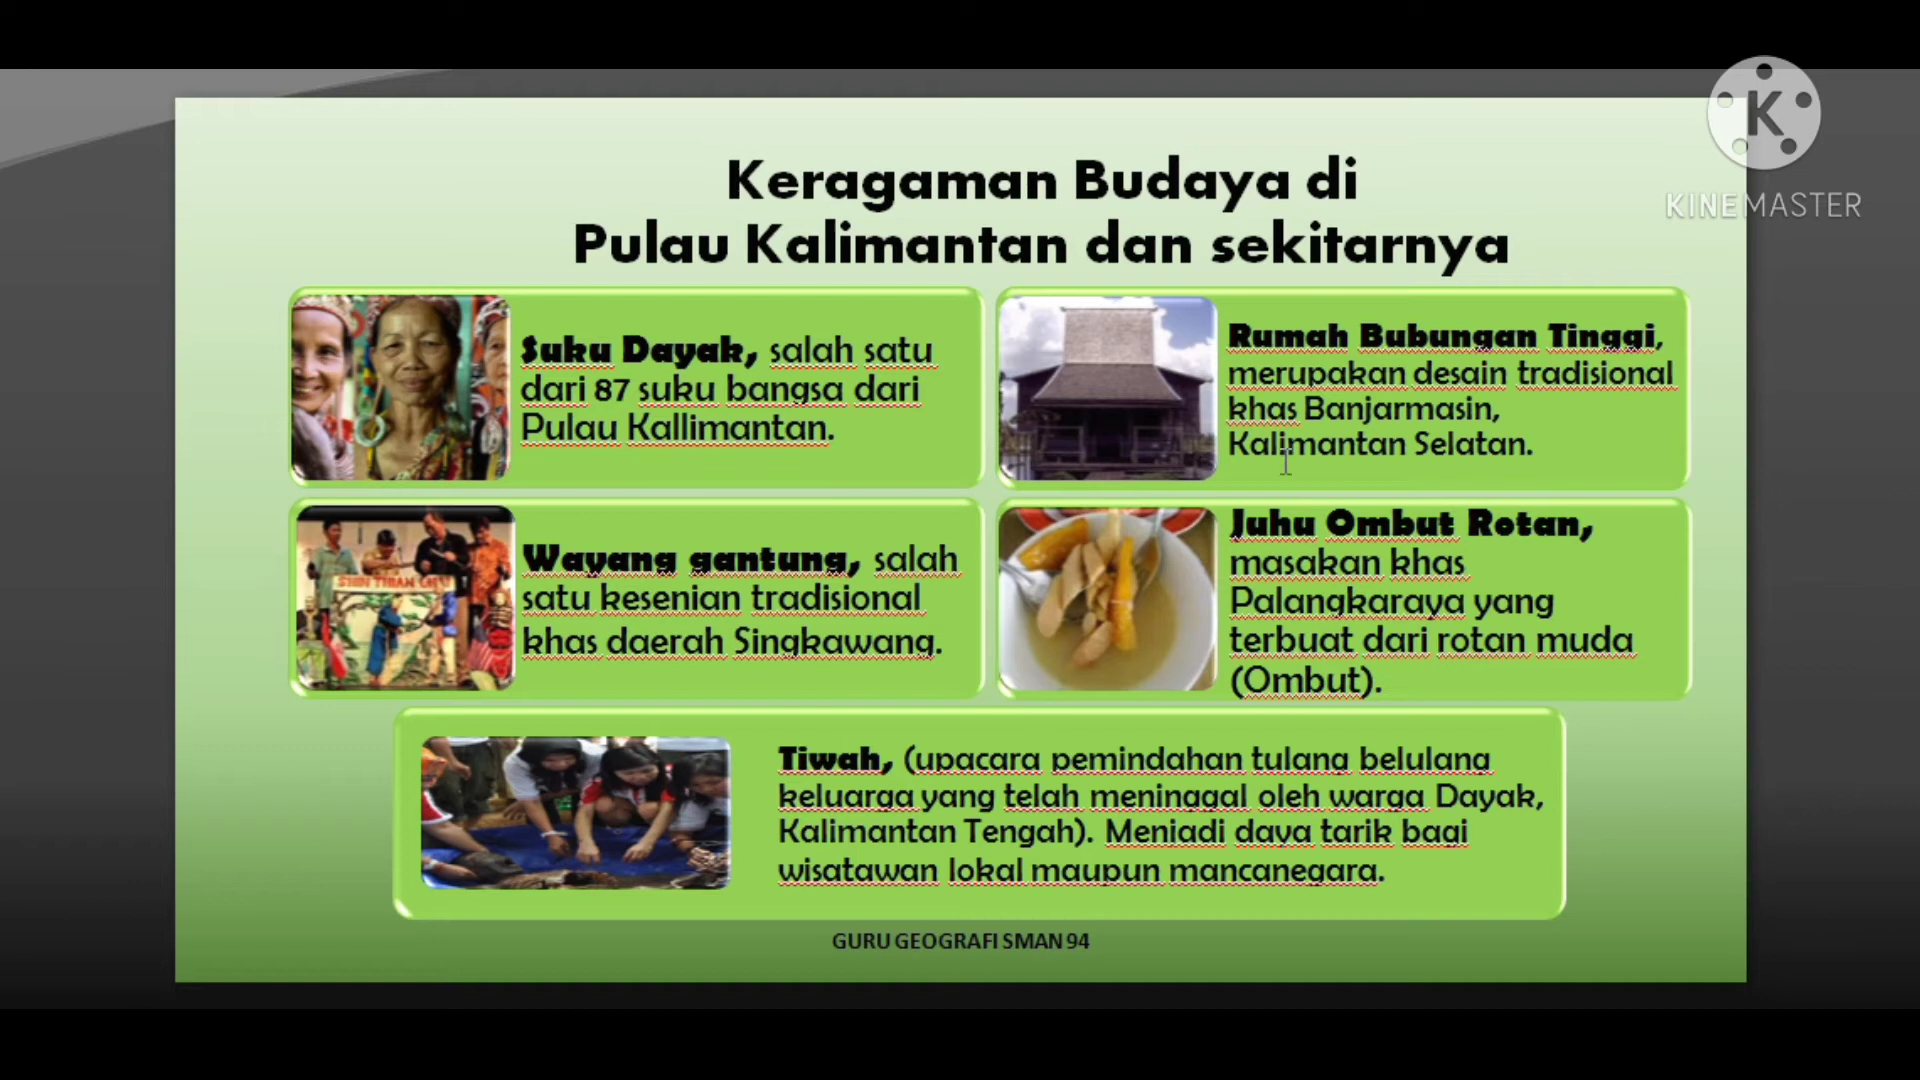 K
KINEMASTER
Keragaman Budaya di
Pulau Kalimantan dan sekitarnya
Suku Dayak, salah satu
dari 87 suku bangsa dari
Pulau Kallimantan.
Rumah Bubungan Tinggi,
merupakan desain tradisional
khas Banjarmasin,
Kalimantan Selatan.
Wayang gantung, salah
satu kesenian tradisional
khas daerah Singkawang.
Juhu Ombut Rotan,
masakan khas
Palangkaraya yang
terbuat dari rotan muda
(Ombut).
Tiwah, (upacara pemindahan tulang belulang
keluarga yang telah meninggal oleh warga Dayak,
Kalimantan Tengah). Menjadi daya tarik bagi
wisatawan lokal maupun mancanegara.
GURU GEOGRAFI SMAN 94